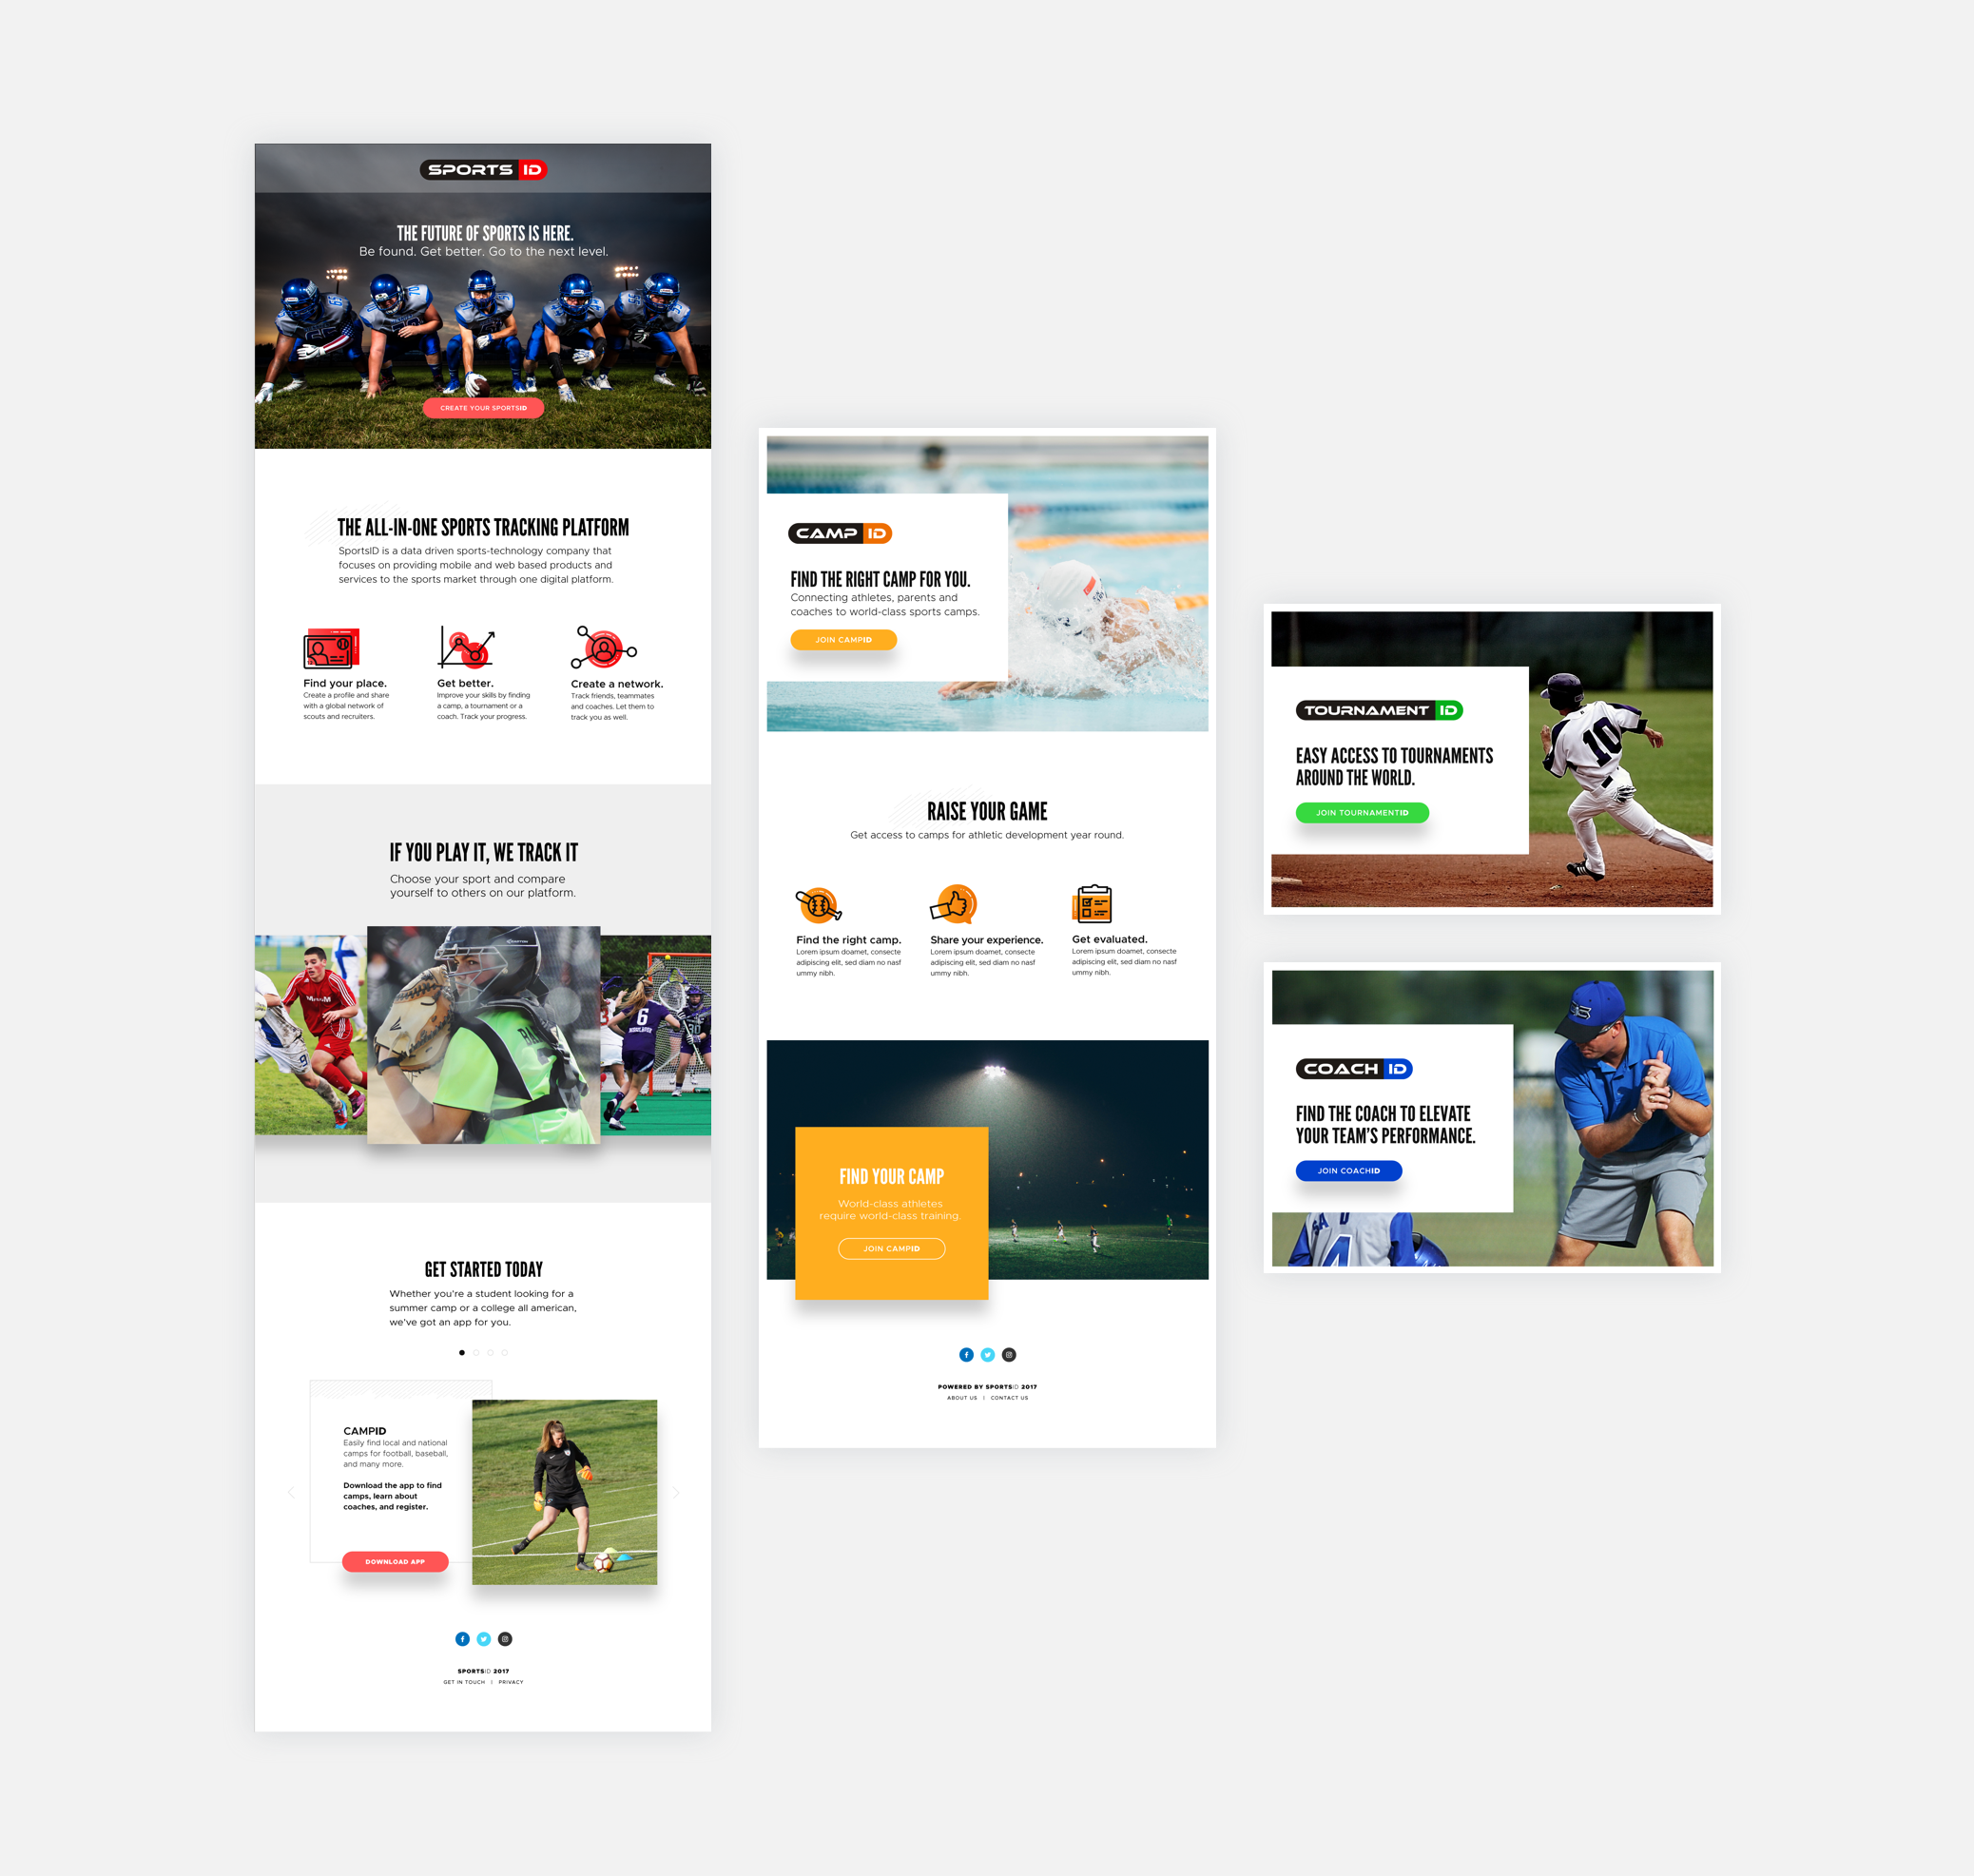 SPORTS ID
THE FUTURE OF SPORTS IS HERE.
Be found. Get better. Go to the next level.
CREATE YOUR SPORTSID
THE ALL-IN-ONE SPORTS TRACKING PLATFORM
SportsID is a data driven sports-technology company that
focuses on providing mobile and web based products and
services to the sports market through one digital platform.
Find your place.
Create a profile and share
with a global network of
scouts and recruiters.
Get better.
Improve your skills by finding
a camp, a tournament or a
coach. Track your progress.
Create a network.
Track friends, teammates
and coaches. Let them to
track you as well.
IF YOU PLAY IT, WE TRACK IT
Choose your sport and compare
yourself to others on our platform.
9
6
30
GET STARTED TODAY
Whether you're a student looking for a
summer camp or a college all american,
we've got an app for you.
CAMPID
Easily find local and national
camps for football, baseball,
and many more.
Download the app to find
camps, learn about
coaches, and register.
DOWNLOAD APP
SPORTSID 2017
GET IN TOUCH | PRIVACY
CAMP ID
FIND THE RIGHT CAMP FOR YOU.
Connecting athletes, parents and
coaches to world-class sports camps.
JOIN CAMPID
RAISE YOUR GAME
Get access to camps for athletic development year round.
Find the right camp.
Lorem ipsum doamet, consecte
adipiscing elit, sed diam no nasf
ummy nibh.
Share your experience.
Lorem ipsum doamet, consecte
adipiscing elit, sed diam no nasf
ummy nibh.
Get evaluated.
Lorem ipsum doamet, consecte
adipiscing elit, sed diam no nasf
ummy nibh.
FIND YOUR CAMP
World-class athletes
require world-class training.
JOIN CAMPID
POWERED BY SPORTSID 2017
ABOUT US | CONTACT US
TOURNAMENT ID
EASY ACCESS TO TOURNAMENTS
AROUND THE WORLD.
JOIN TOURNAMENTID
10
COACH ID
FIND THE COACH TO ELEVATE
YOUR TEAM'S PERFORMANCE.
JOIN COACHID
4